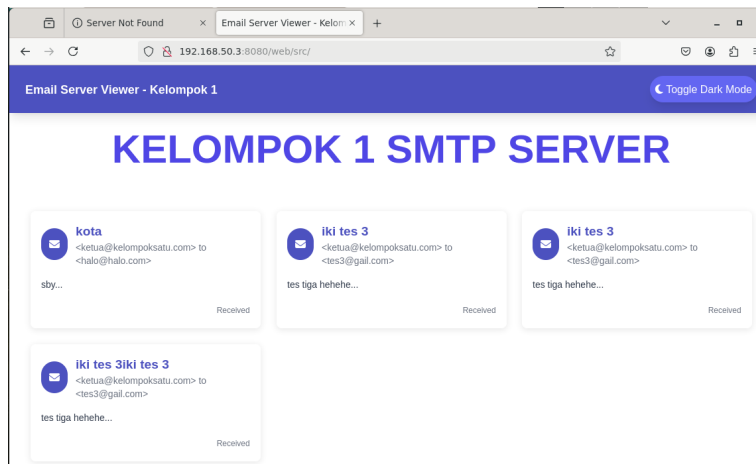 Server Not Found
Email Server Viewer - Kelom
192.168.50.3:8080/web/src/
Email Server Viewer - Kelompok 1
Toggle Dark Mode
KELOMPOK 1 SMTP SERVER
kota
<ketua@kelompoksatu.com> to
<halo@halo.com>
sby...
Received
iki tes 3
<ketua@kelompoksatu.com> to
<tes3@gail.com>
tes tiga hehehe...
Received
iki tes 3
<ketua@kelompoksatu.com> to
<tes3@gail.com>
tes tiga hehehe...
Received
iki tes 3iki tes 3
<ketua@kelompoksatu.com> to
<tes3@gail.com>
tes tiga hehehe...
Received